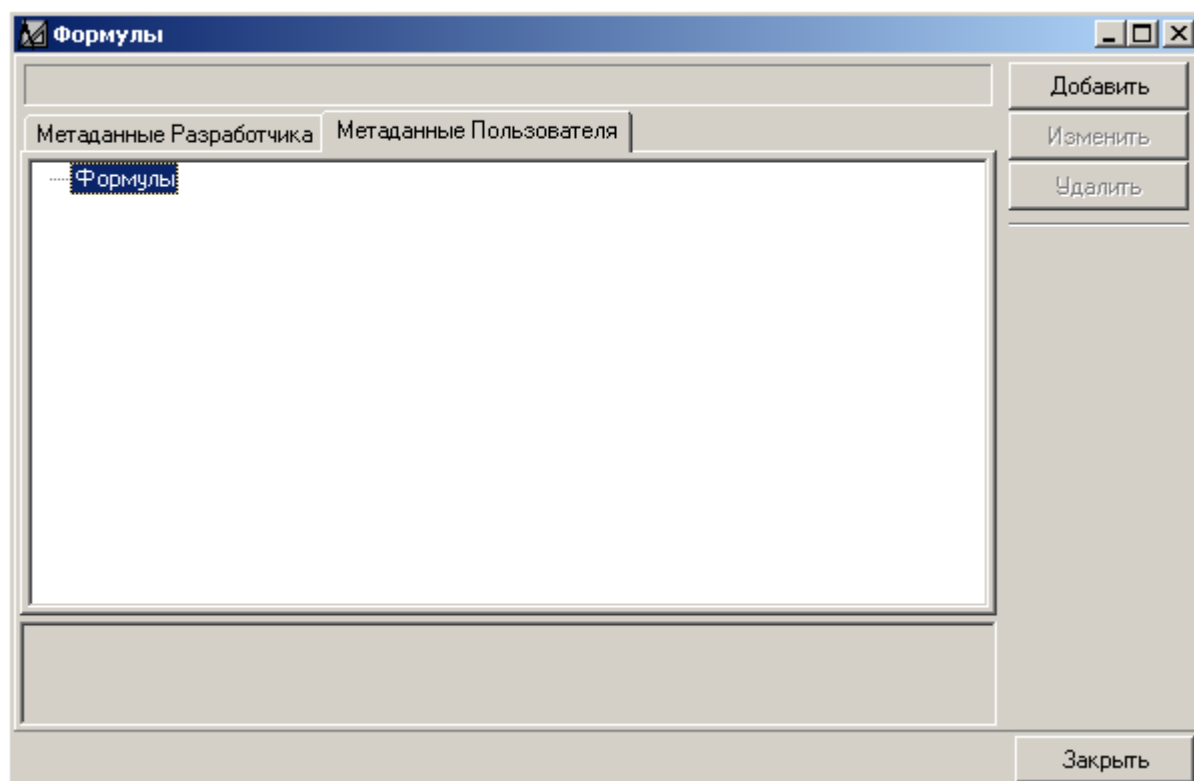 Формулы
Добавить
Метаданные Разработчика Метаданные Пользователя
Изменить
Формулы
Удалить
Закрыть